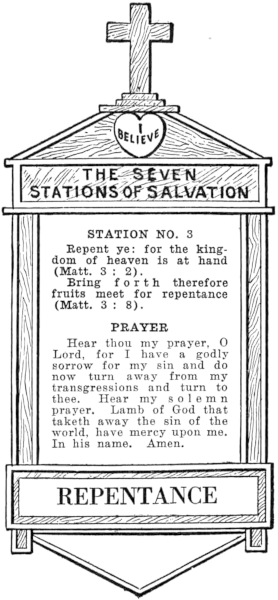 I
BELIEVE
THE SEVEN
STATIONS OF SALVATION
STATION NO. 3
Repent ye: for the king-
dom of heaven is at hand
(Matt. 3 : 2).
Bring forth therefore
fruits meet for repentance
(Matt. 3 : 8).
PRAYER
Hear thou my prayer, O
Lord, for I have a godly
sorrow for my sin and do
now turn away from my
transgressions and turn to
thee. Hear my solemn
prayer. Lamb of God that
taketh away the sin of the
world, have mercy upon me.
In his name. Amen.
REPENTANCE